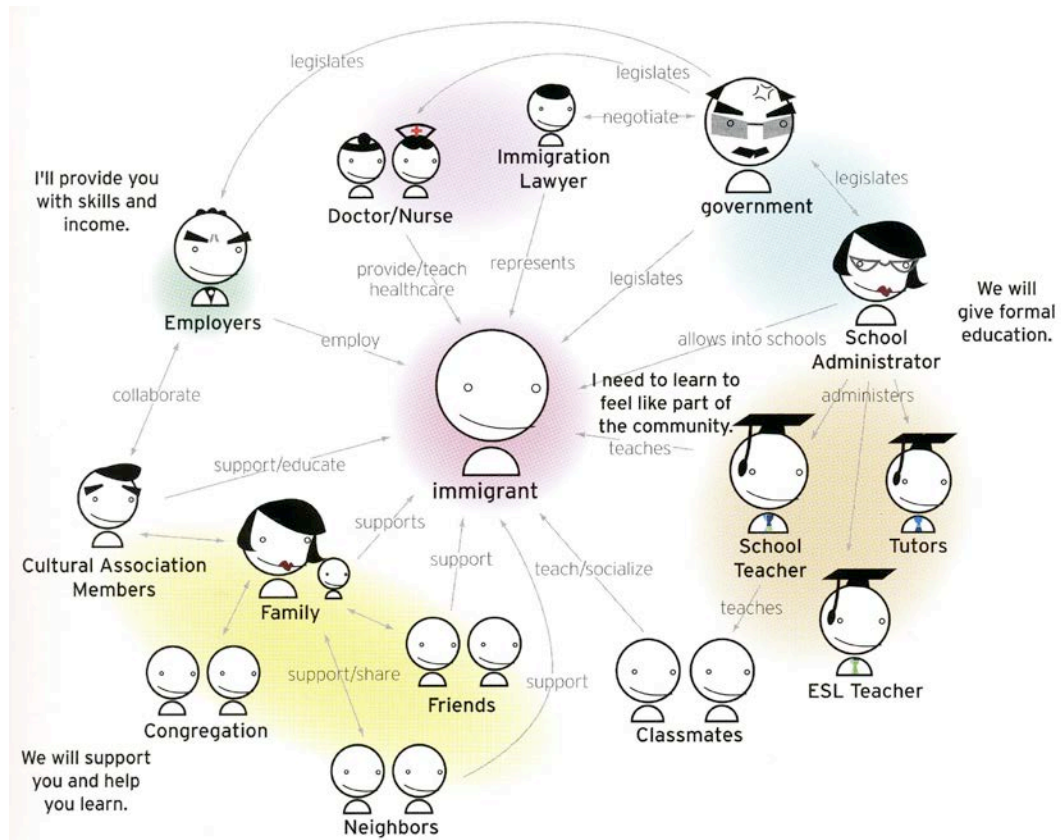 legislates
legislates
negotiate
Immigration
Lawyer
I'll provide you
with skills and
income.
Doctor/Nurse
government
legislates
provide/teach
healthcare
represents
legislates
We will
give formal
education.
Employers
employ
allows into schools
School
Administrator
collaborate
I need to learn to
feel like part of
the community.
administers
teaches
support/educate
immigrant
supports
School
Teacher
Tutors
Cultural Association
Members
Family
support
teach/socialize
teaches
support/share
support
ESL Teacher
Friends
Congregation
Classmates
We will support
you and help
you learn.
Neighbors